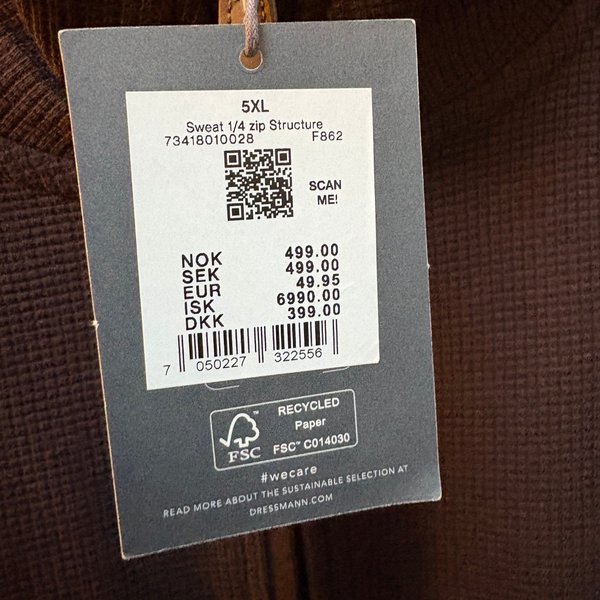 5XL
Sweat 1/4 zip Structure
73418010028 F862
SCAN
ME!
NOK 499.00
SEK 499.00
EUR 49.95
ISK 6990.00
DKK 399.00
7 050227 322556
FSC™
RECYCLED
Paper
FSC™ C014030
#wecare
READ MORE ABOUT THE SUSTAINABLE SELECTION AT
DRESSMANN.COM